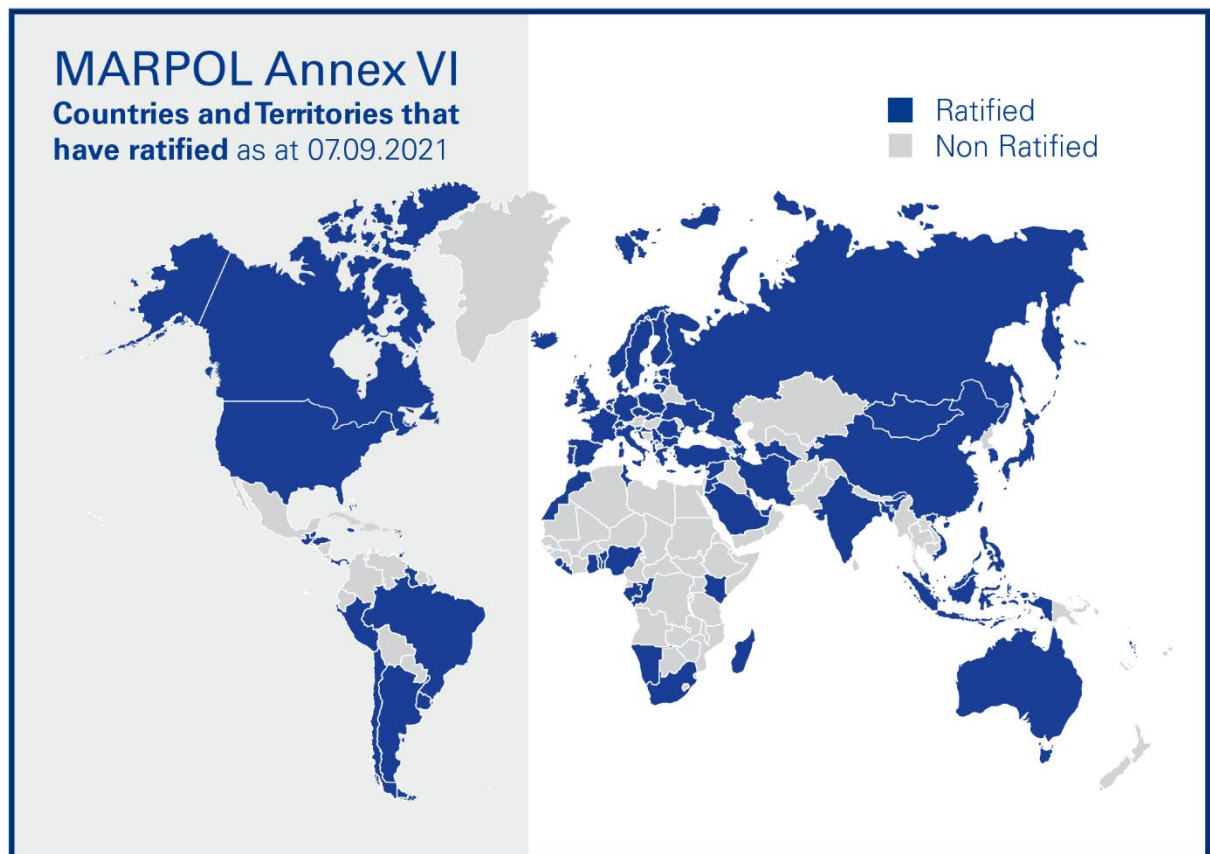 MARPOL Annex VI
Countries and Territories that
have ratified as at 07.09.2021
Ratified
Non Ratified